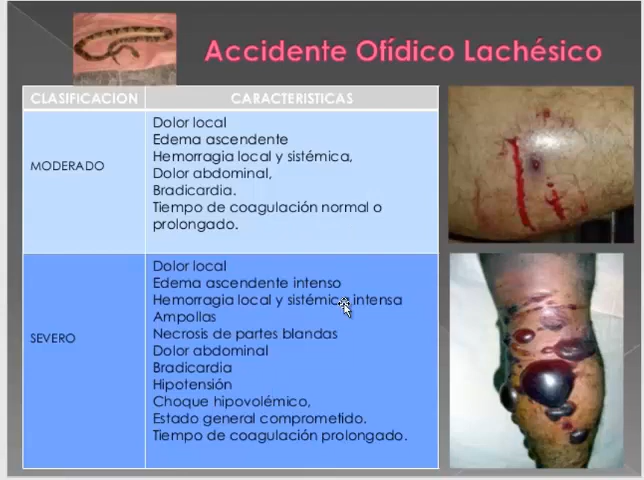 Accidente Ofídico Lachésico
CLASIFICACION CARACTERISTICAS
MODERADO
Dolor local
Edema ascendente
Hemorragia local y sistémica,
Dolor abdominal,
Bradicardia.
Tiempo de coagulación normal o
prolongado.
SEVERO
Dolor local
Edema ascendente intenso
Hemorragia local y sistémica intensa
Ampollas
Necrosis de partes blandas
Dolor abdominal
Bradicardia
Hipotensión
Choque hipovolémico,
Estado general comprometido.
Tiempo de coagulación prolongado.